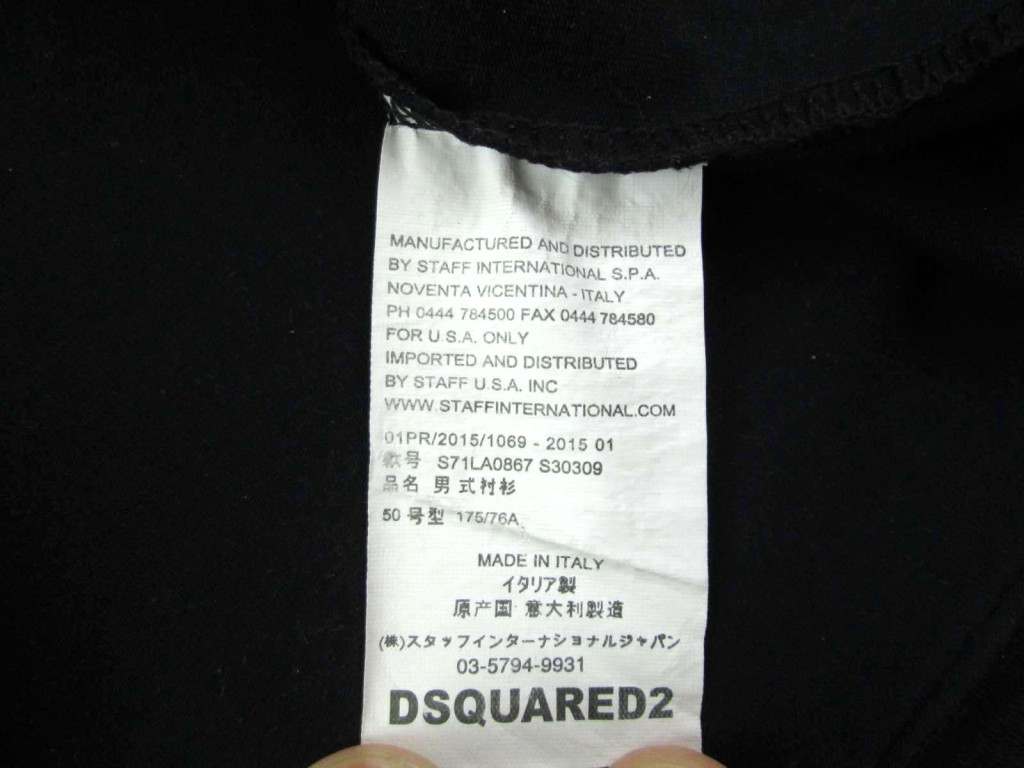 MANUFACTURED AND DISTRIBUTED
BY STAFF INTERNATIONAL S.P.A.
NOVENTA VICENTINA - ITALY
PH 0444 784500 FAX 0444 784580
FOR U.S.A. ONLY
IMPORTED AND DISTRIBUTED
BY STAFF U.S.A. INC
WWW.STAFFINTERNATIONAL.COM
01PR/2015/1069 - 2015 01
款号 S71LA0867 S30309
品名 男式衬衫
50 号型 175/76A
MADE IN ITALY
イタリア製
原产国 意大利製造
(株)スタッフインターナショナルジャパン
03-5794-9931
DSQUARED2